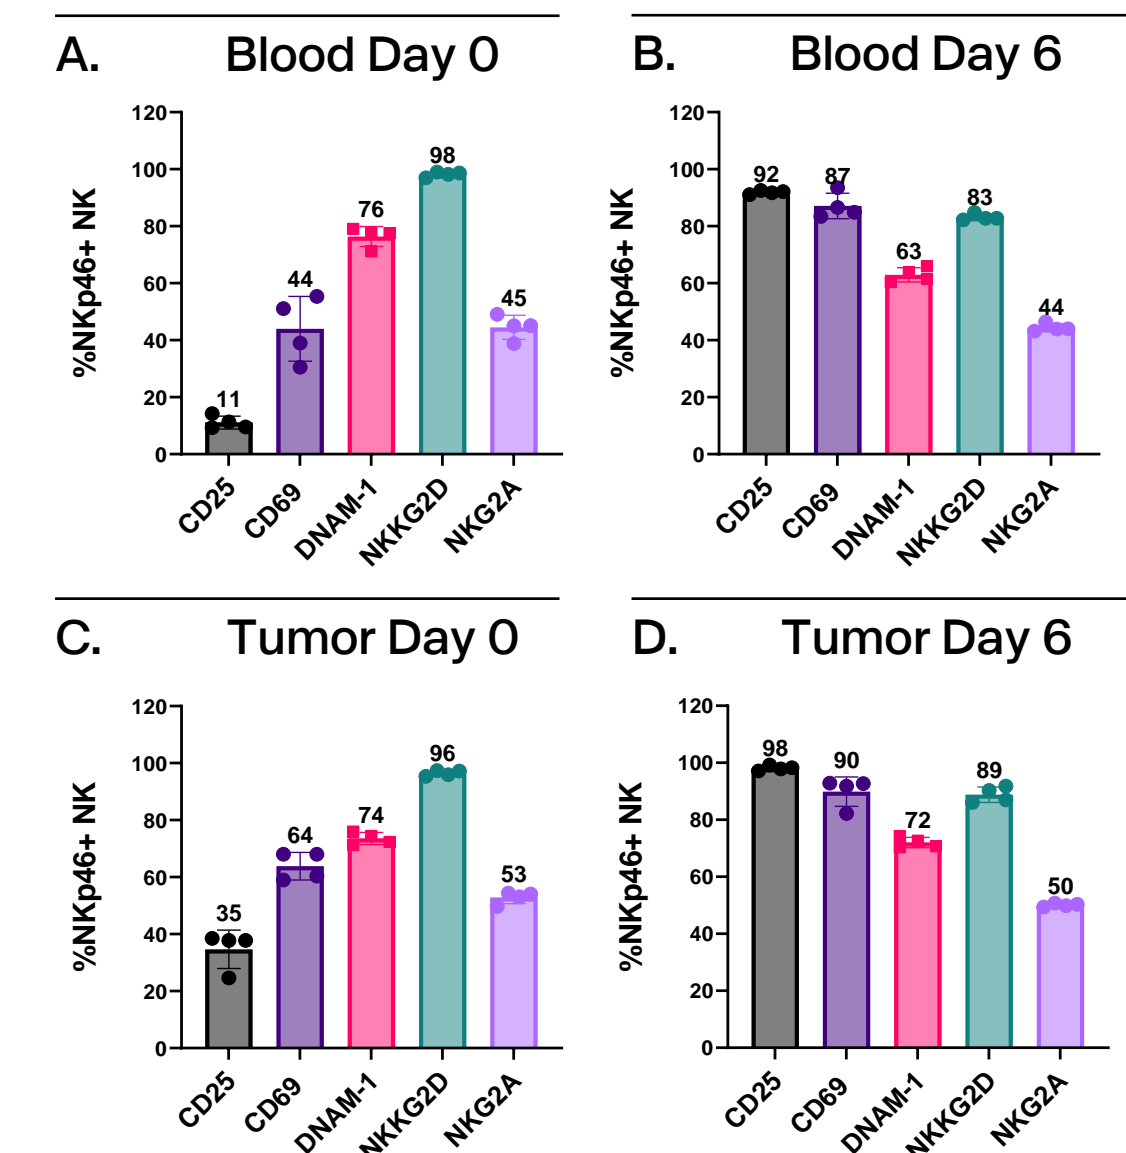 A. Blood Day 0
%NKp46+ NK
120
100
80
60
40
20
0
11
44
76
98
45
CD25
CD69
DNAM-1
NKKG2D
NKG2A
B. Blood Day 6
%NKp46+ NK
120
100
80
60
40
20
0
92
87
63
83
44
CD25
CD69
DNAM-1
NKKG2D
NKG2A
C. Tumor Day 0
%NKp46+ NK
120
100
80
60
40
20
0
35
64
74
96
53
CD25
CD69
DNAM-1
NKKG2D
NKG2A
D. Tumor Day 6
%NKp46+ NK
120
100
80
60
40
20
0
98
90
72
89
50
CD25
CD69
DNAM-1
NKKG2D
NKG2A